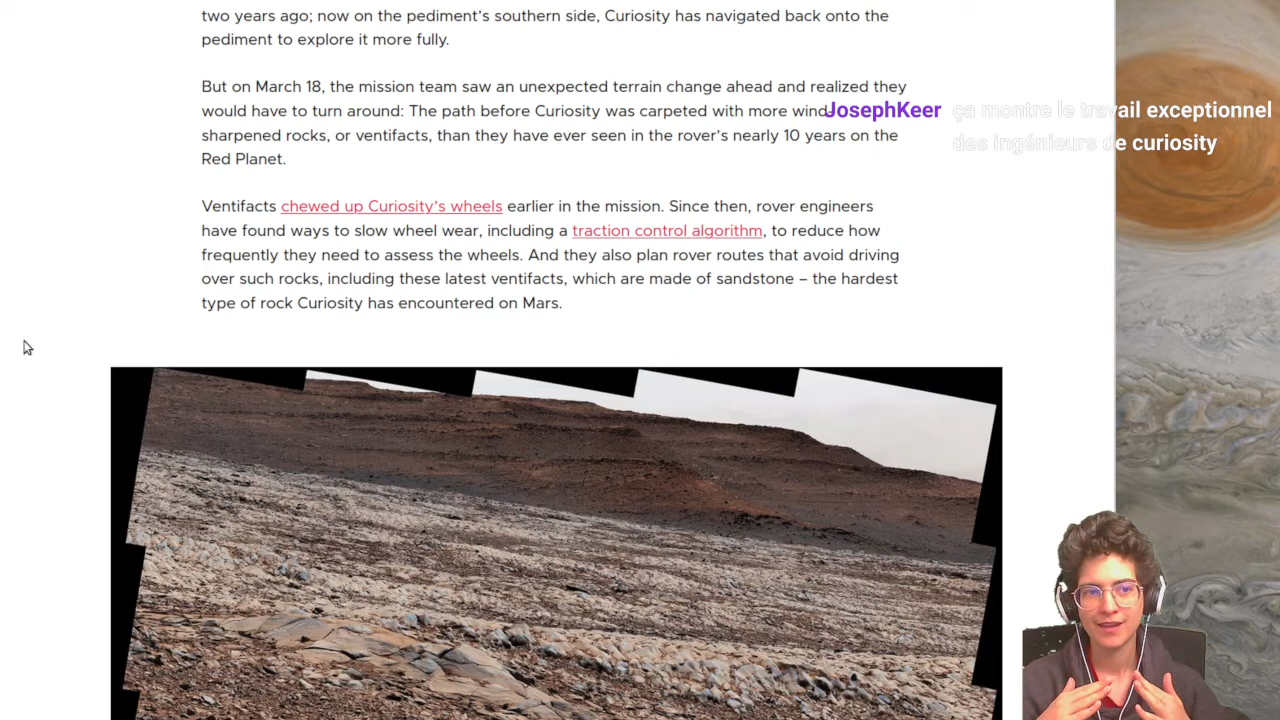 two years ago; now on the pediment's southern side, Curiosity has navigated back onto the
pediment to explore it more fully.
But on March 18, the mission team saw an unexpected terrain change ahead and realized they
would have to turn around: The path before Curiosity was carpeted with more wind-
sharpened rocks, or ventifacts, than they have ever seen in the rover's nearly 10 years on the
Red Planet.
JosephKeer ça montre le travail exceptionnel
des ingénieurs de curiosity
Ventifacts chewed up Curiosity's wheels earlier in the mission. Since then, rover engineers
have found ways to slow wheel wear, including a traction control algorithm, to reduce how
frequently they need to assess the wheels. And they also plan rover routes that avoid driving
over such rocks, including these latest ventifacts, which are made of sandstone – the hardest
type of rock Curiosity has encountered on Mars.